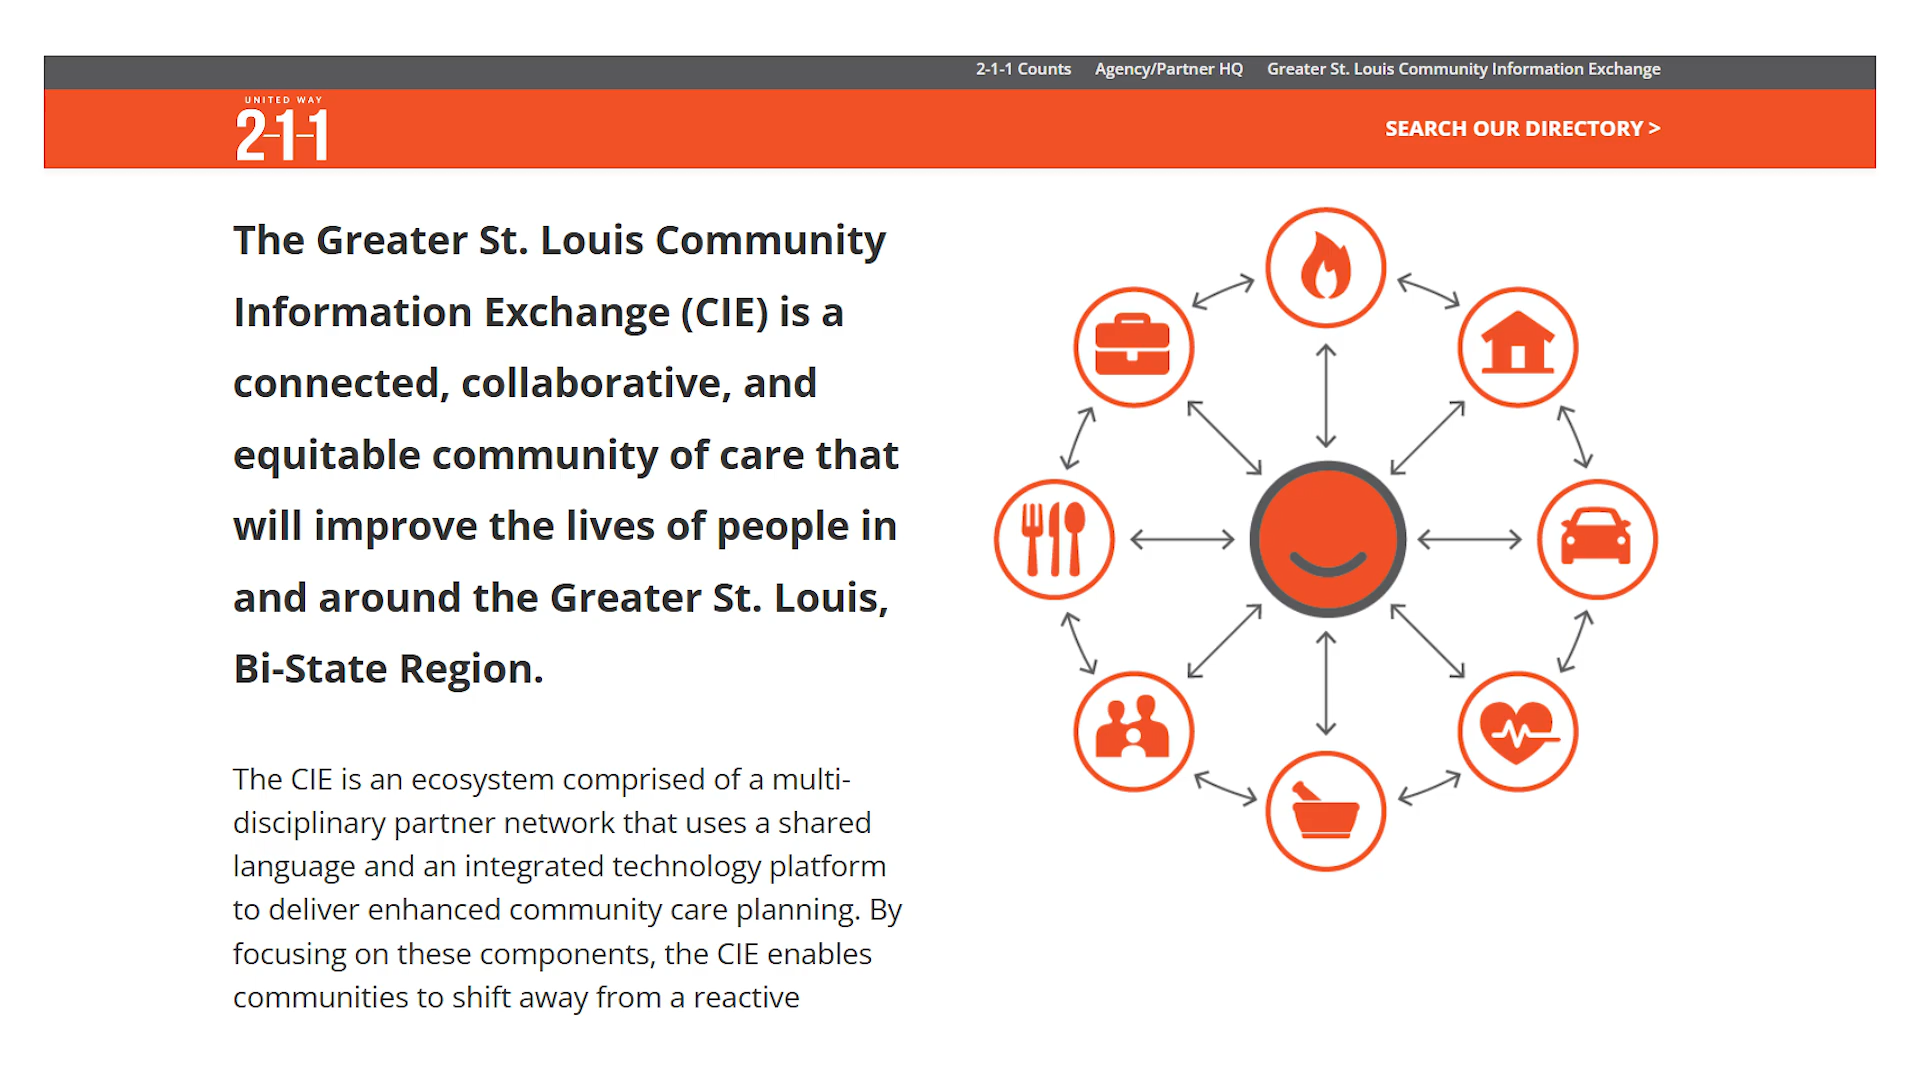 2-1-1 Counts Agency/Partner HQ Greater St. Louis Community Information Exchange
UNITED WAY
2-1-1
SEARCH OUR DIRECTORY >
The Greater St. Louis Community
Information Exchange (CIE) is a
connected, collaborative, and
equitable community of care that
will improve the lives of people in
and around the Greater St. Louis,
Bi-State Region.
The CIE is an ecosystem comprised of a multi-
disciplinary partner network that uses a shared
language and an integrated technology platform
to deliver enhanced community care planning. By
focusing on these components, the CIE enables
communities to shift away from a reactive